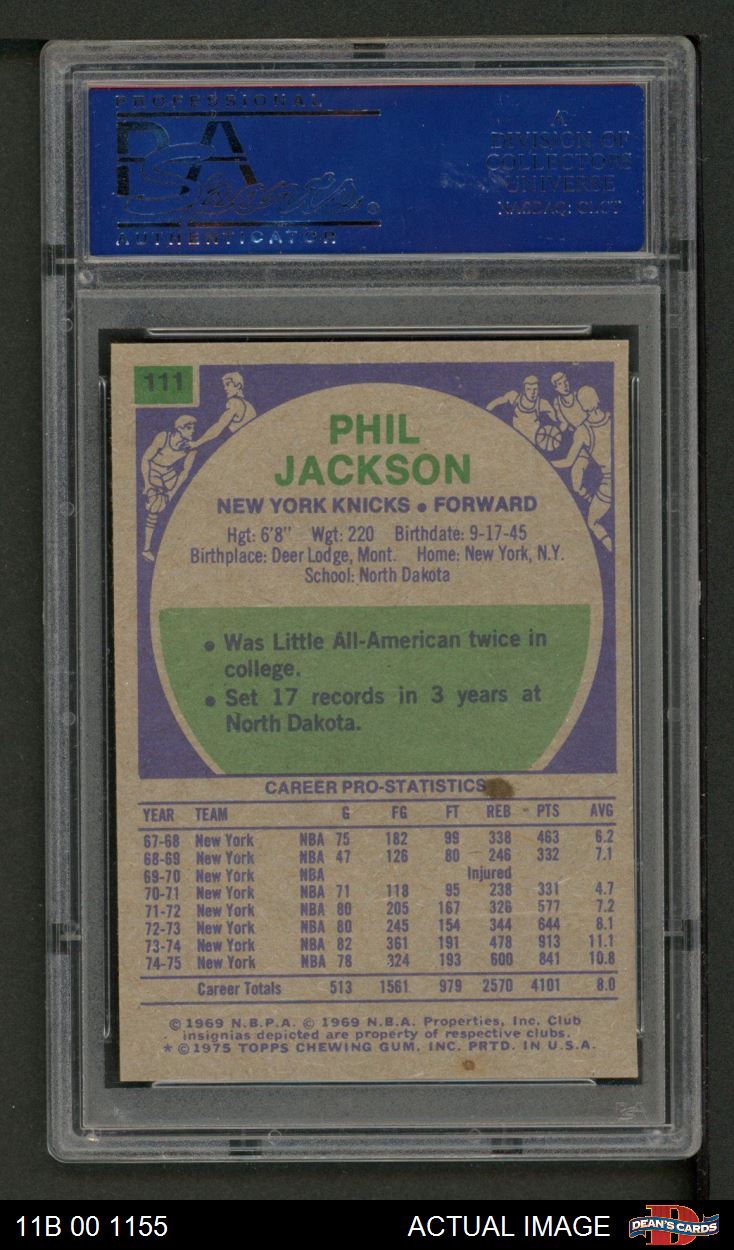 PROFESSIONAL
PSA
Sports
AUTHENTICATOR
A
DIVISION OF
COLLECTORS
UNIVERSE
NASDAQ: CLCT
111
PHIL
JACKSON
NEW YORK KNICKS • FORWARD
Hgt: 6'8" Wgt: 220 Birthdate: 9-17-45
Birthplace: Deer Lodge, Mont. Home: New York, N.Y.
School: North Dakota
• Was Little All-American twice in
college.
• Set 17 records in 3 years at
North Dakota.
CAREER PRO-STATISTICS
YEAR TEAM G FG FT REB PTS AVG
67-68 New York NBA 75 182 99 338 463 6.2
68-69 New York NBA 47 126 80 246 332 7.1
69-70 New York NBA Injured
70-71 New York NBA 71 118 95 238 331 4.7
71-72 New York NBA 80 205 167 326 577 7.2
72-73 New York NBA 80 245 154 344 644 8.1
73-74 New York NBA 82 361 191 478 913 11.1
74-75 New York NBA 78 324 193 600 841 10.8
Career Totals 513 1561 979 2570 4101 8.0
© 1969 N.B.P.A. © 1969 N.B.A. Properties, Inc. Club
insignias depicted are property of respective clubs.
* © 1975 TOPPS CHEWING GUM, INC. PRTD. IN U.S.A.
PSA
11B 00 1155 ACTUAL IMAGE
D
DEAN'S CARDS